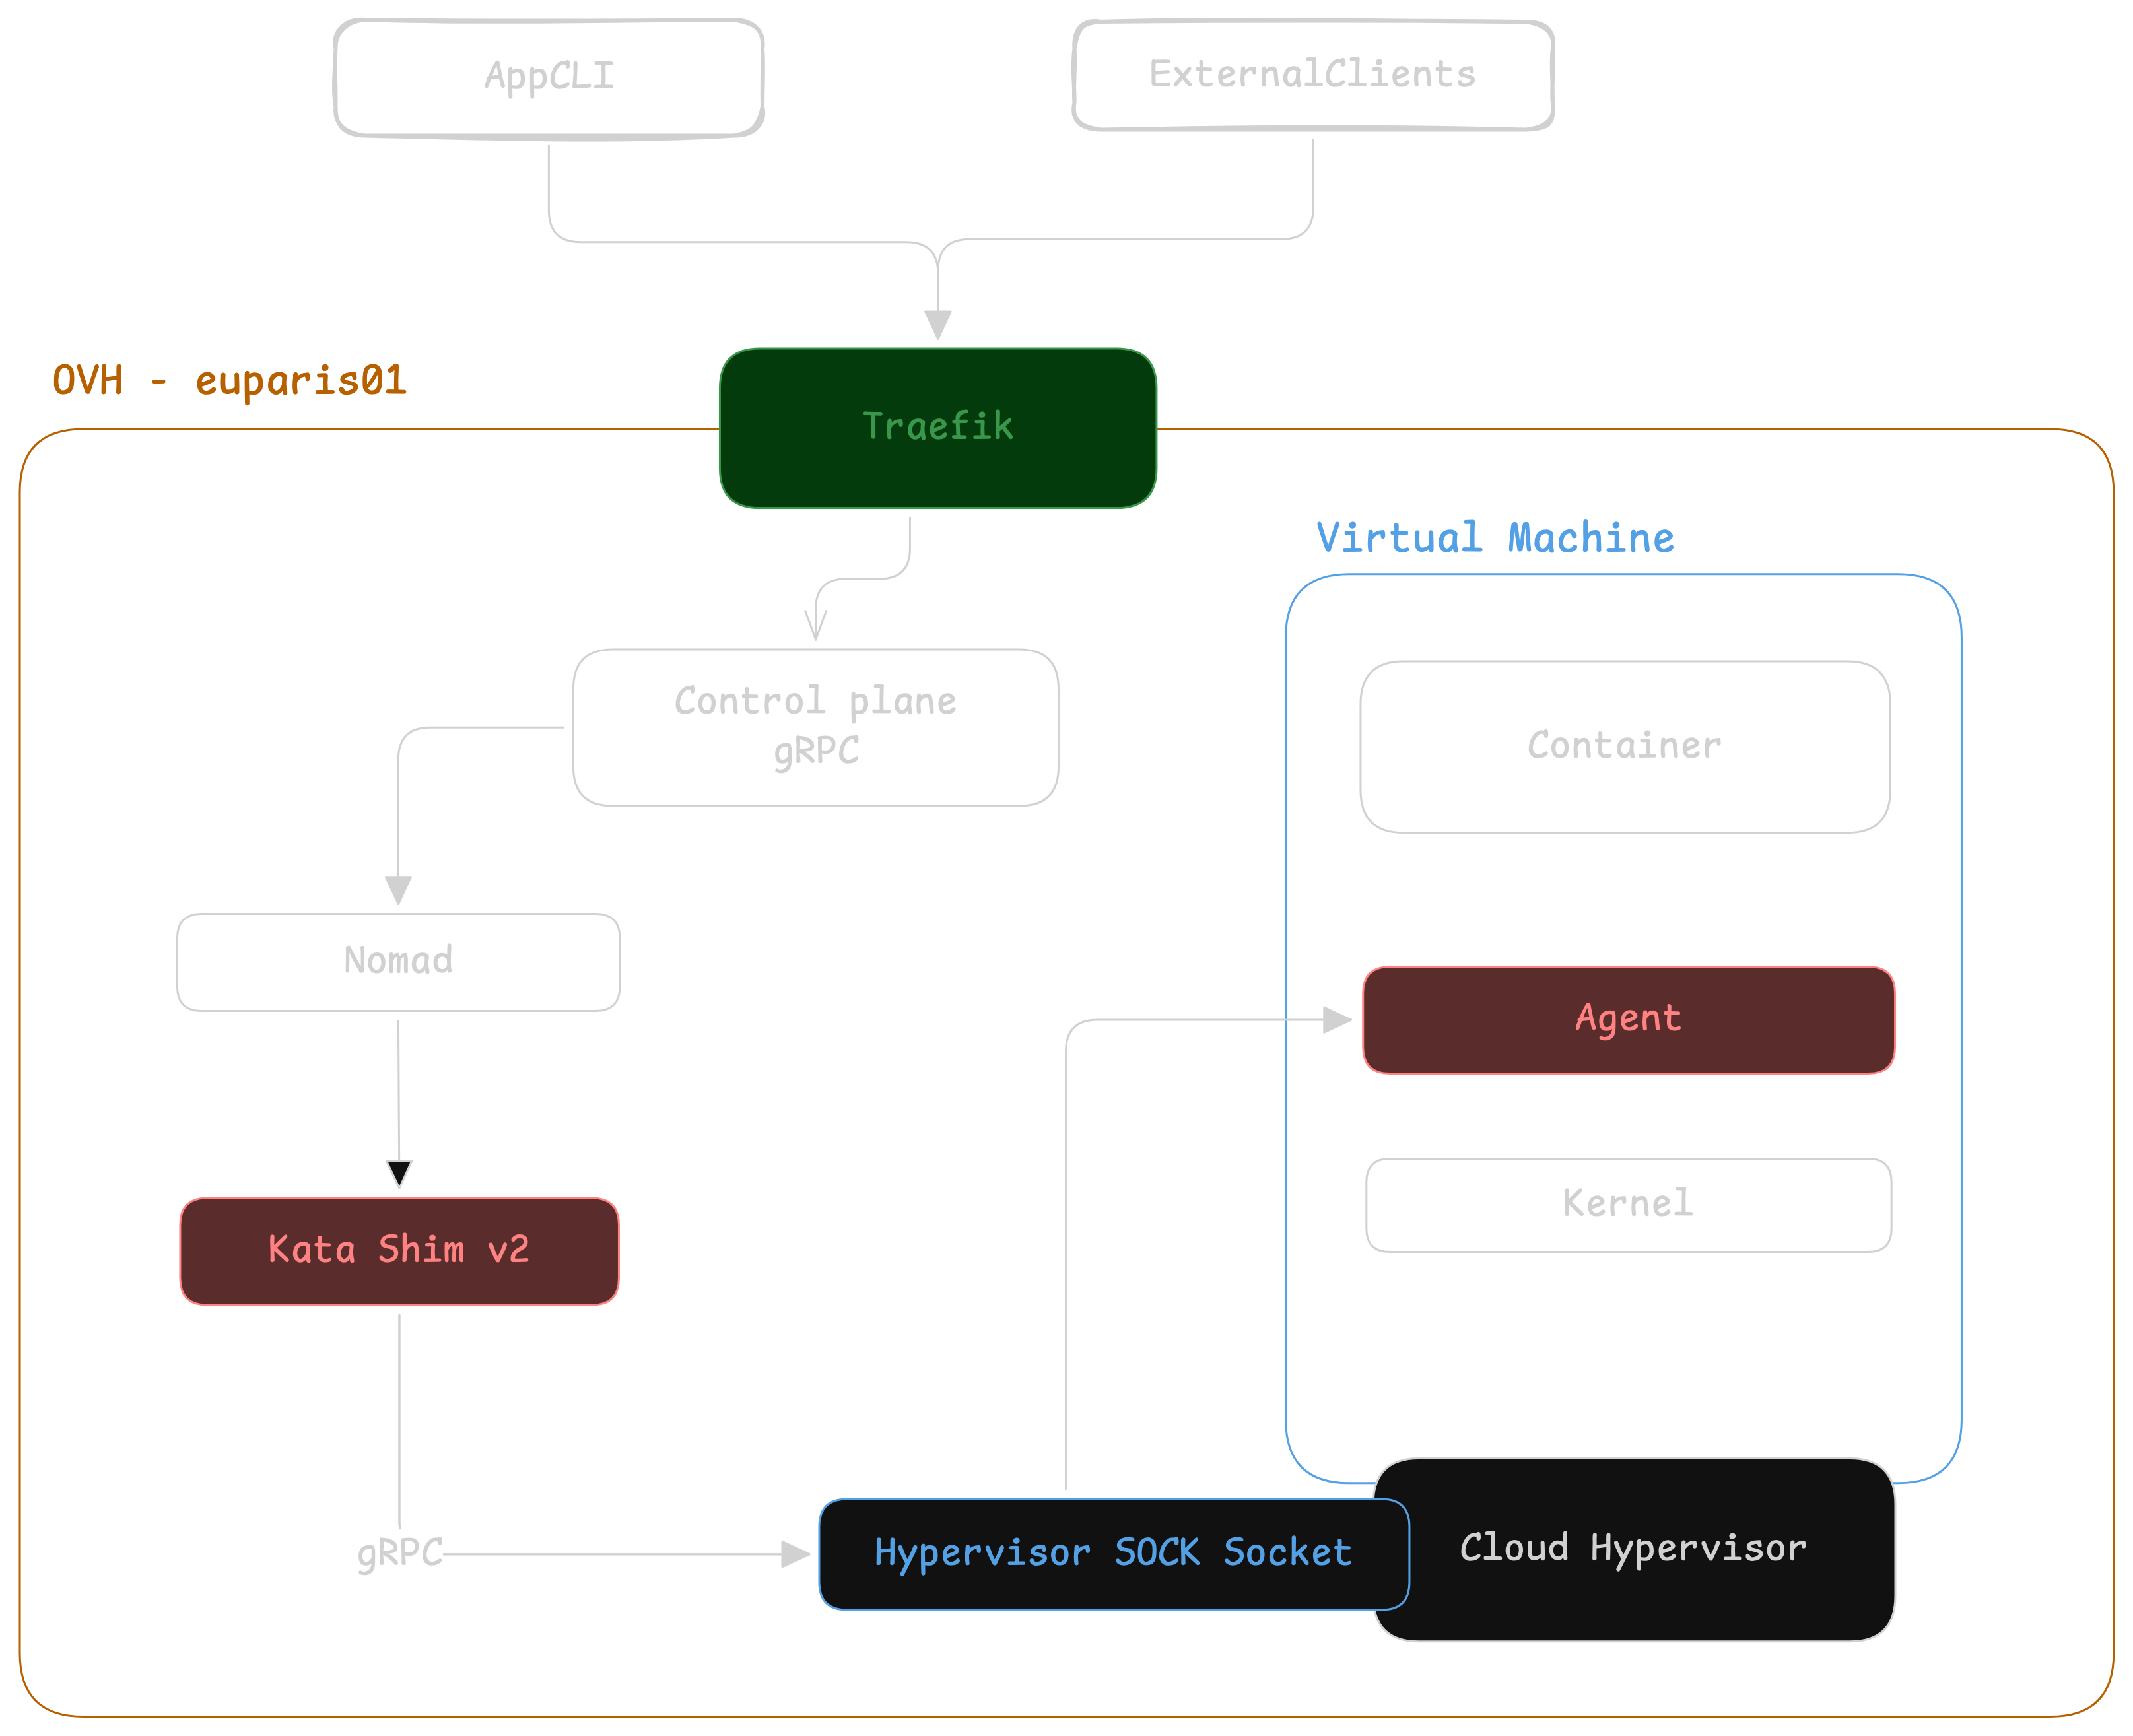 AppCLI
ExternalClients
OVH - euparis01
Traefik
Virtual Machine
Control plane
gRPC
Container
Nomad
Agent
Kernel
Kata Shim v2
gRPC
Hypervisor SOCK Socket
Cloud Hypervisor